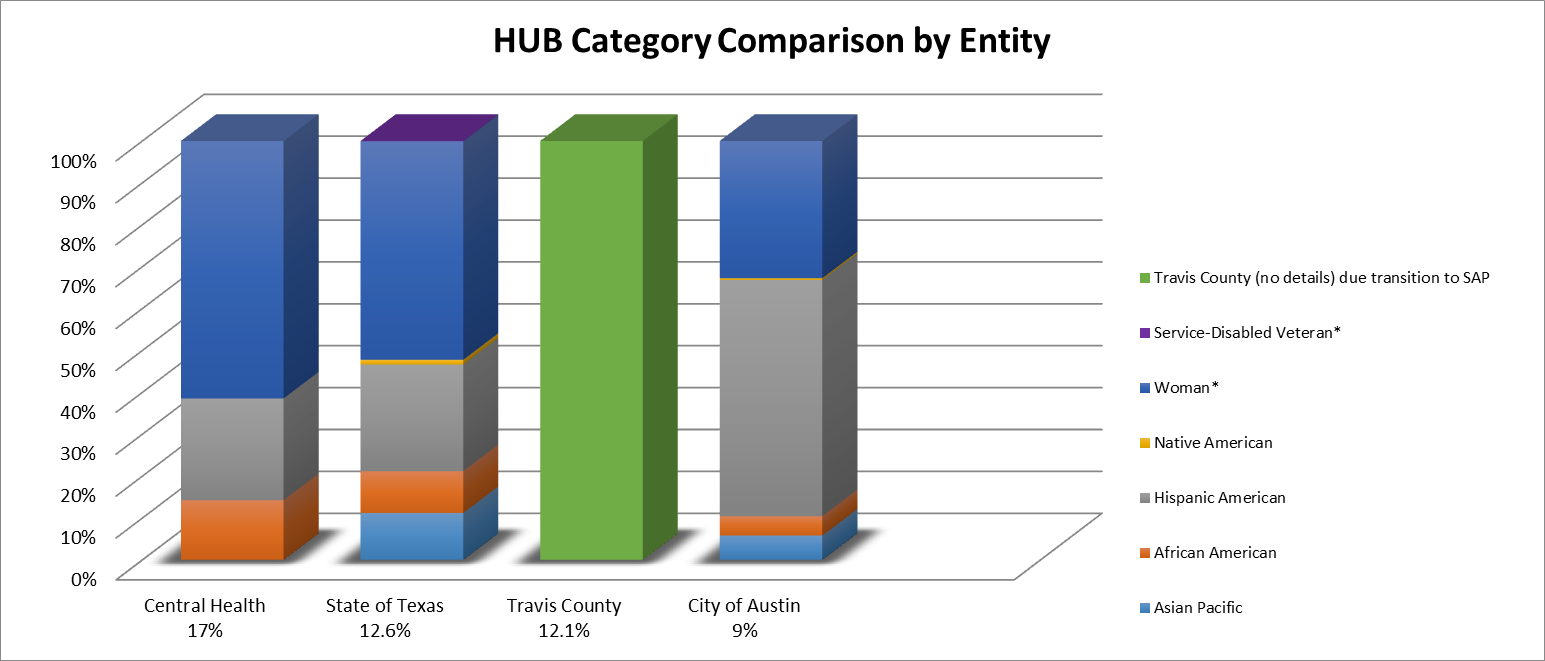 HUB Category Comparison by Entity
100%
90%
80%
70%
60%
50%
40%
30%
20%
10%
0%
Central Health
17%
State of Texas
12.6%
Travis County
12.1%
City of Austin
9%
Travis County (no details) due transition to SAP
Service-Disabled Veteran*
Woman*
Native American
Hispanic American
African American
Asian Pacific